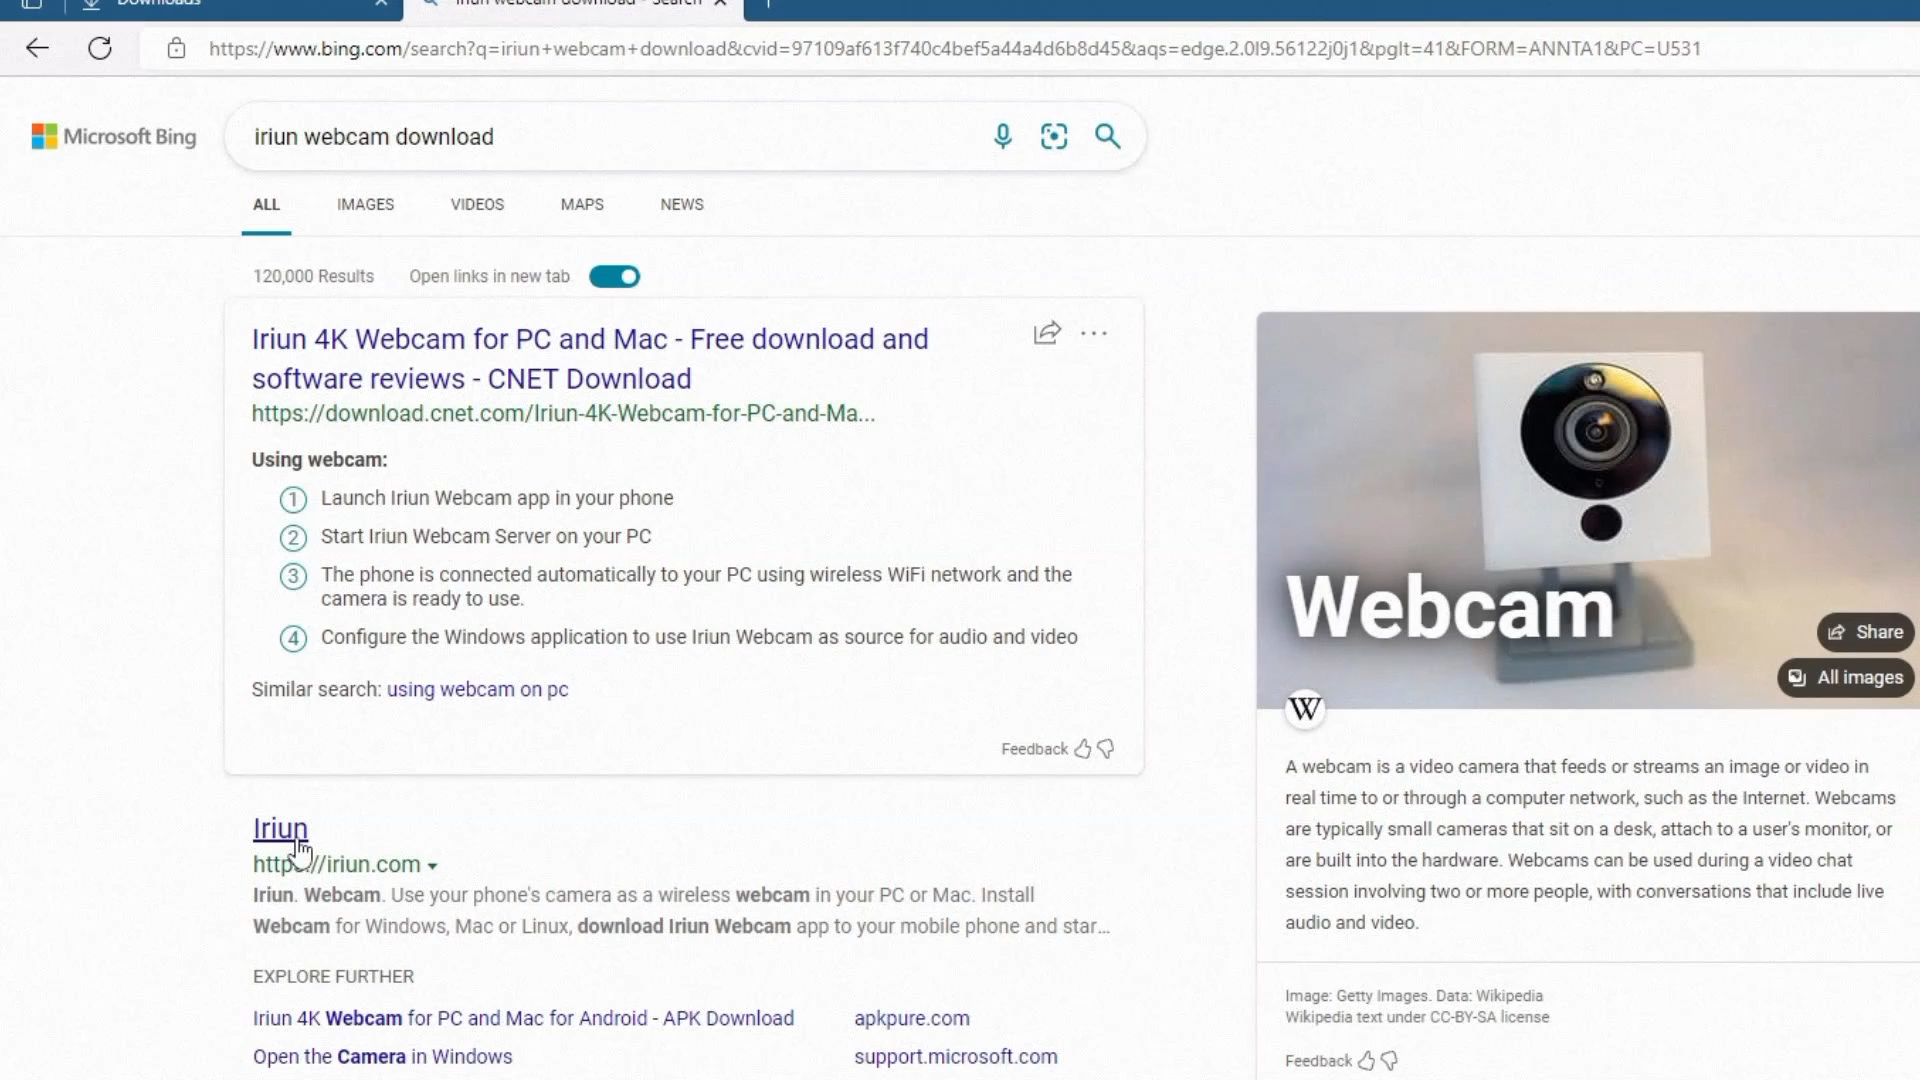 Downloads
iriun webcam download - Search
https://www.bing.com/search?q=iriun+webcam+download&cvid=97109af613f740c4bef5a44a4d6b8d45&aqs=edge.2.0l9.56122j0j1&pglt=41&FORM=ANNTA1&PC=U531
Microsoft Bing
iriun webcam download
ALL IMAGES VIDEOS MAPS NEWS
120,000 Results Open links in new tab
Iriun 4K Webcam for PC and Mac - Free download and
software reviews - CNET Download
https://download.cnet.com/Iriun-4K-Webcam-for-PC-and-Ma...
Using webcam:
1 Launch Iriun Webcam app in your phone
2 Start Iriun Webcam Server on your PC
3 The phone is connected automatically to your PC using wireless WiFi network and the
camera is ready to use.
4 Configure the Windows application to use Iriun Webcam as source for audio and video
Similar search: using webcam on pc
Feedback
Iriun
https://iriun.com
Iriun. Webcam. Use your phone's camera as a wireless webcam in your PC or Mac. Install
Webcam for Windows, Mac or Linux, download Iriun Webcam app to your mobile phone and star...
EXPLORE FURTHER
Iriun 4K Webcam for PC and Mac for Android - APK Download apkpure.com
Open the Camera in Windows support.microsoft.com
Webcam
Share
All images
W
A webcam is a video camera that feeds or streams an image or video in
real time to or through a computer network, such as the Internet. Webcams
are typically small cameras that sit on a desk, attach to a user's monitor, or
are built into the hardware. Webcams can be used during a video chat
session involving two or more people, with conversations that include live
audio and video.
Image: Getty Images. Data: Wikipedia
Wikipedia text under CC-BY-SA license
Feedback